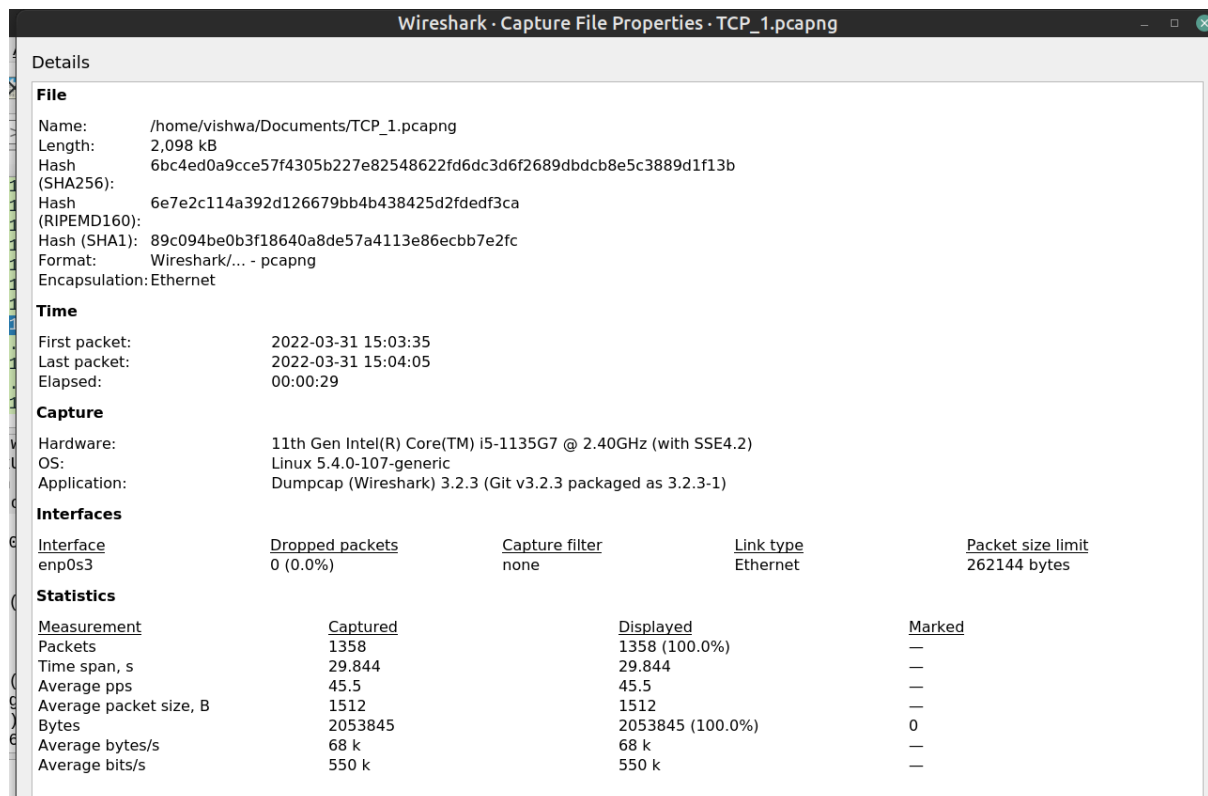 Wireshark · Capture File Properties · TCP_1.pcapng
Details
File
Name: /home/vishwa/Documents/TCP_1.pcapng
Length: 2,098 kB
Hash 6bc4ed0a9cce57f4305b227e82548622fd6dc3d6f2689dbdcb8e5c3889d1f13b
(SHA256):
Hash 6e7e2c114a392d126679bb4b438425d2fdedf3ca
(RIPEMD160):
Hash (SHA1): 89c094be0b3f18640a8de57a4113e86ecbb7e2fc
Format: Wireshark/... - pcapng
Encapsulation: Ethernet
Time
First packet: 2022-03-31 15:03:35
Last packet: 2022-03-31 15:04:05
Elapsed: 00:00:29
Capture
Hardware: 11th Gen Intel(R) Core(TM) i5-1135G7 @ 2.40GHz (with SSE4.2)
OS: Linux 5.4.0-107-generic
Application: Dumpcap (Wireshark) 3.2.3 (Git v3.2.3 packaged as 3.2.3-1)
Interfaces
Interface Dropped packets Capture filter Link type Packet size limit
enp0s3 0 (0.0%) none Ethernet 262144 bytes
Statistics
Measurement Captured Displayed Marked
Packets 1358 1358 (100.0%) —
Time span, s 29.844 29.844 —
Average pps 45.5 45.5 —
Average packet size, B 1512 1512 —
Bytes 2053845 2053845 (100.0%) 0
Average bytes/s 68 k 68 k —
Average bits/s 550 k 550 k —